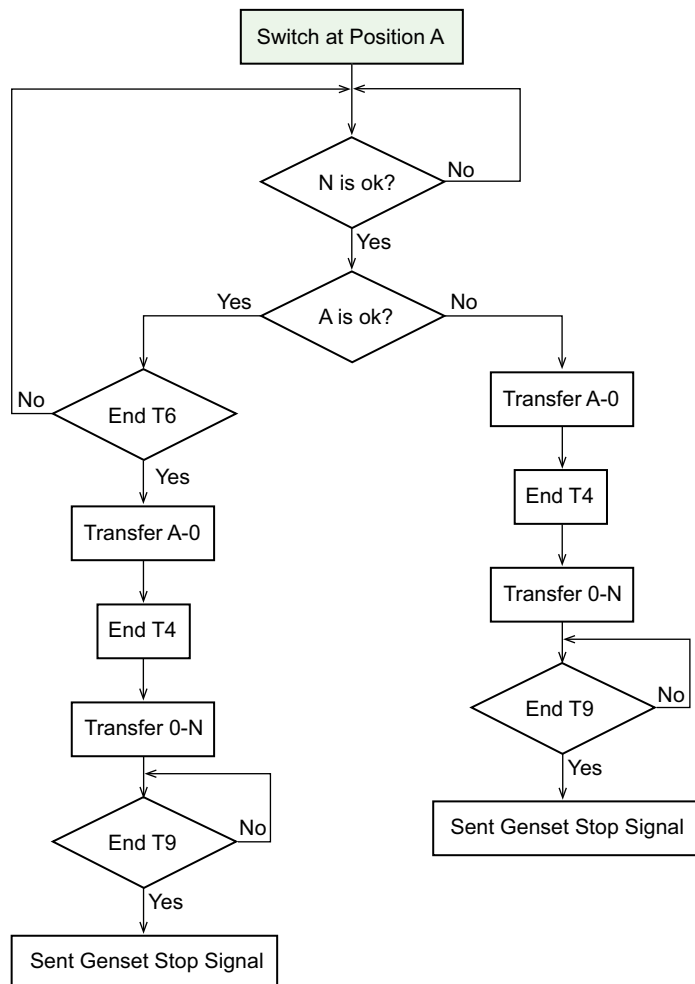 Switch at Position A
N is ok?
No
Yes
A is ok?
Yes
No
End T6
No
Yes
Transfer A-0
End T4
Transfer 0-N
End T9
No
Yes
Sent Genset Stop Signal
Transfer A-0
End T4
Transfer 0-N
End T9
No
Yes
Sent Genset Stop Signal